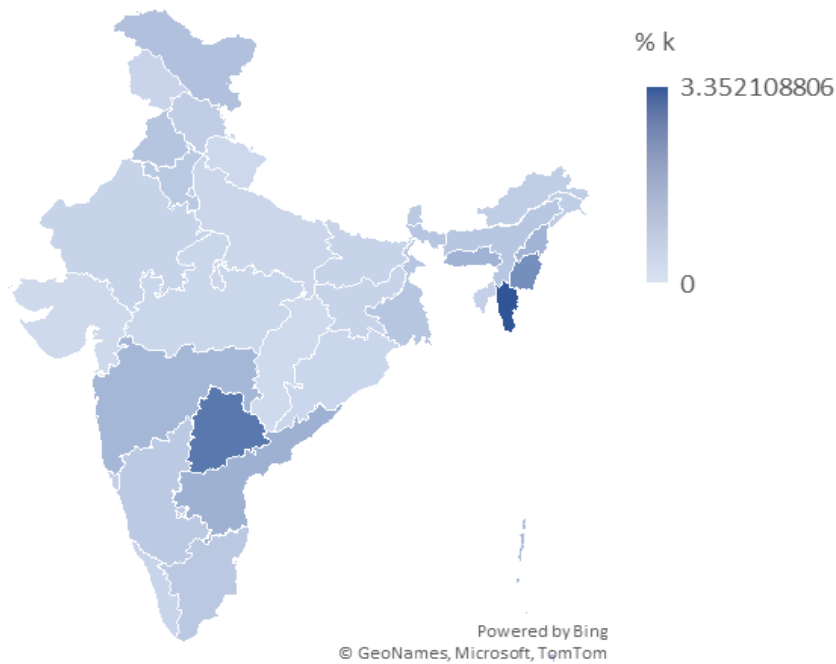 % k
3.352108806
0
Powered by Bing
© GeoNames, Microsoft, TomTom